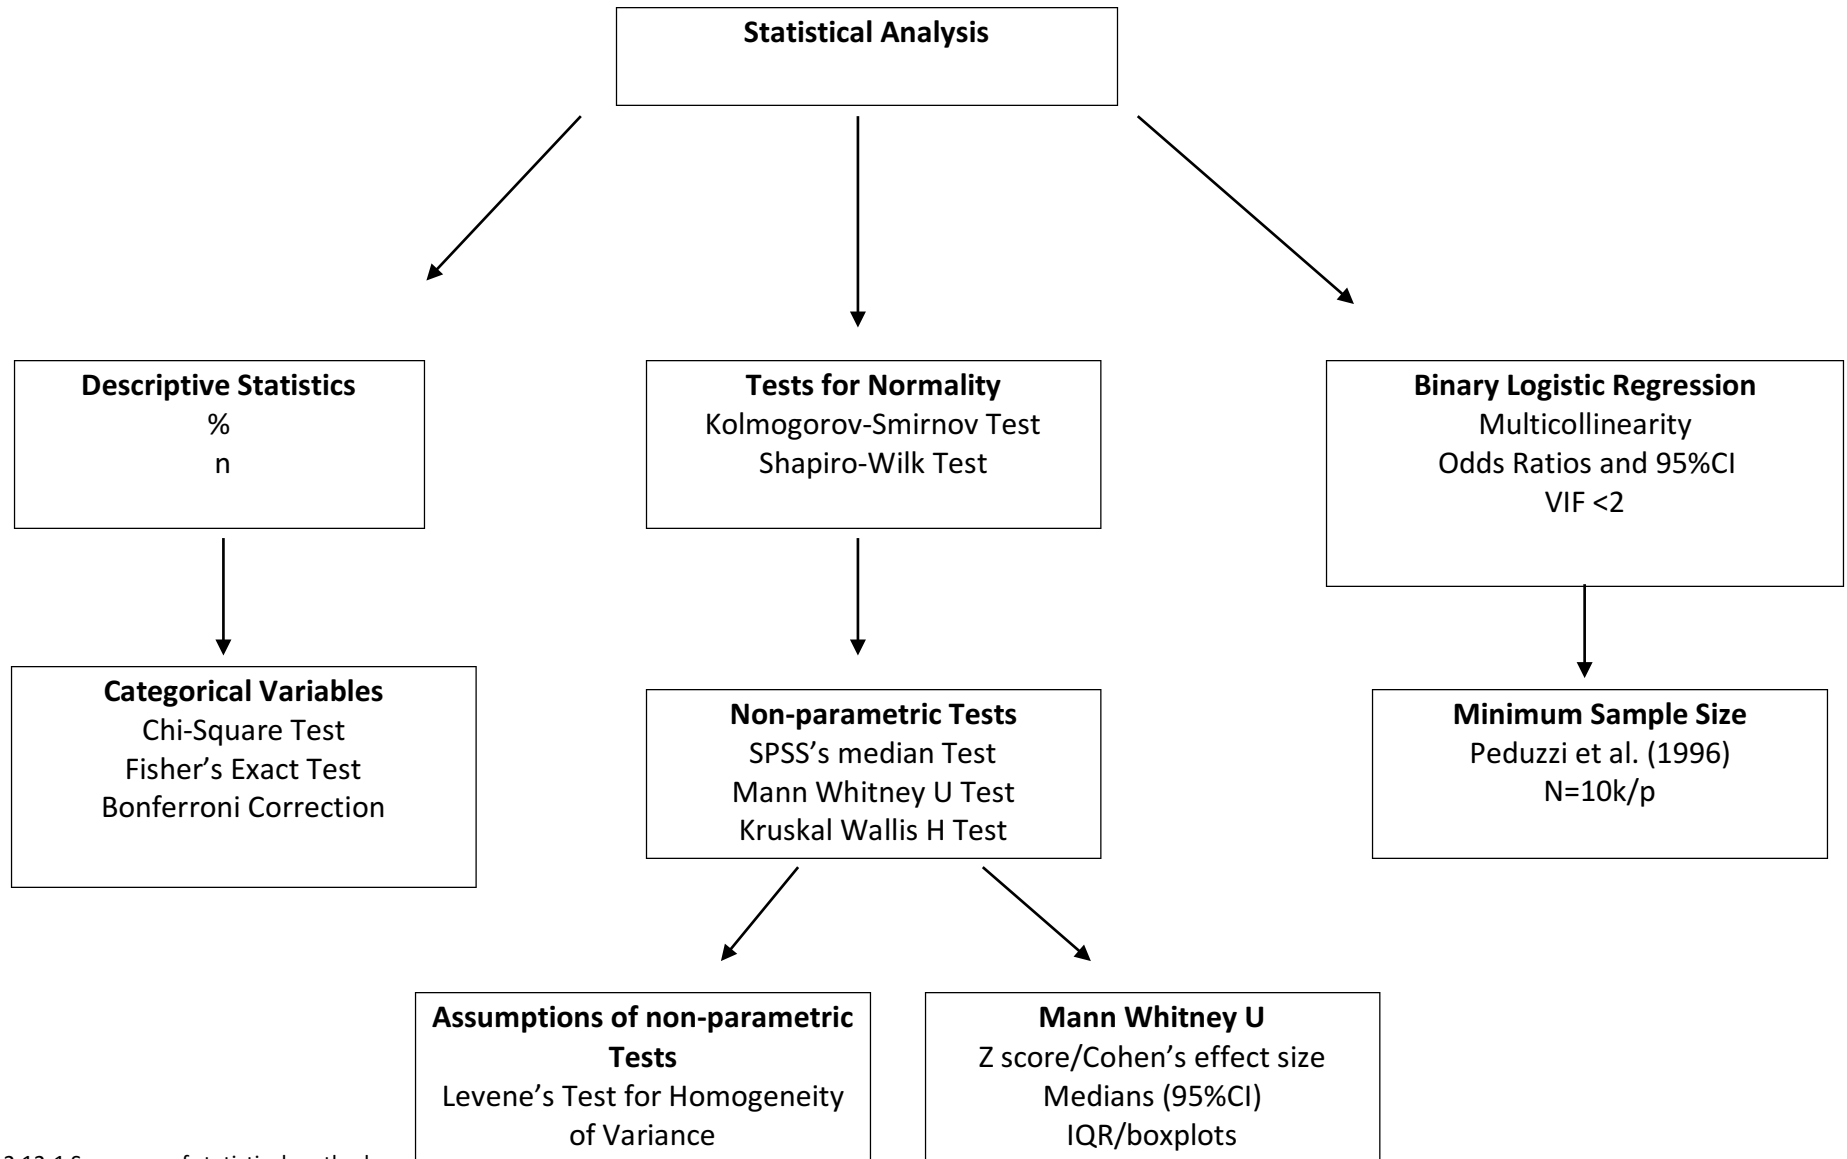 Statistical Analysis
Descriptive Statistics
%
n
Tests for Normality
Kolmogorov-Smirnov Test
Shapiro-Wilk Test
Binary Logistic Regression
Multicollinearity
Odds Ratios and 95%CI
VIF <2
Categorical Variables
Chi-Square Test
Fisher's Exact Test
Bonferroni Correction
Non-parametric Tests
SPSS's median Test
Mann Whitney U Test
Kruskal Wallis H Test
Minimum Sample Size
Peduzzi et al. (1996)
N=10k/p
Assumptions of non-parametric
Tests
Levene's Test for Homogeneity
of Variance
Mann Whitney U
Z score/Cohen's effect size
Medians (95%CI)
IQR/boxplots